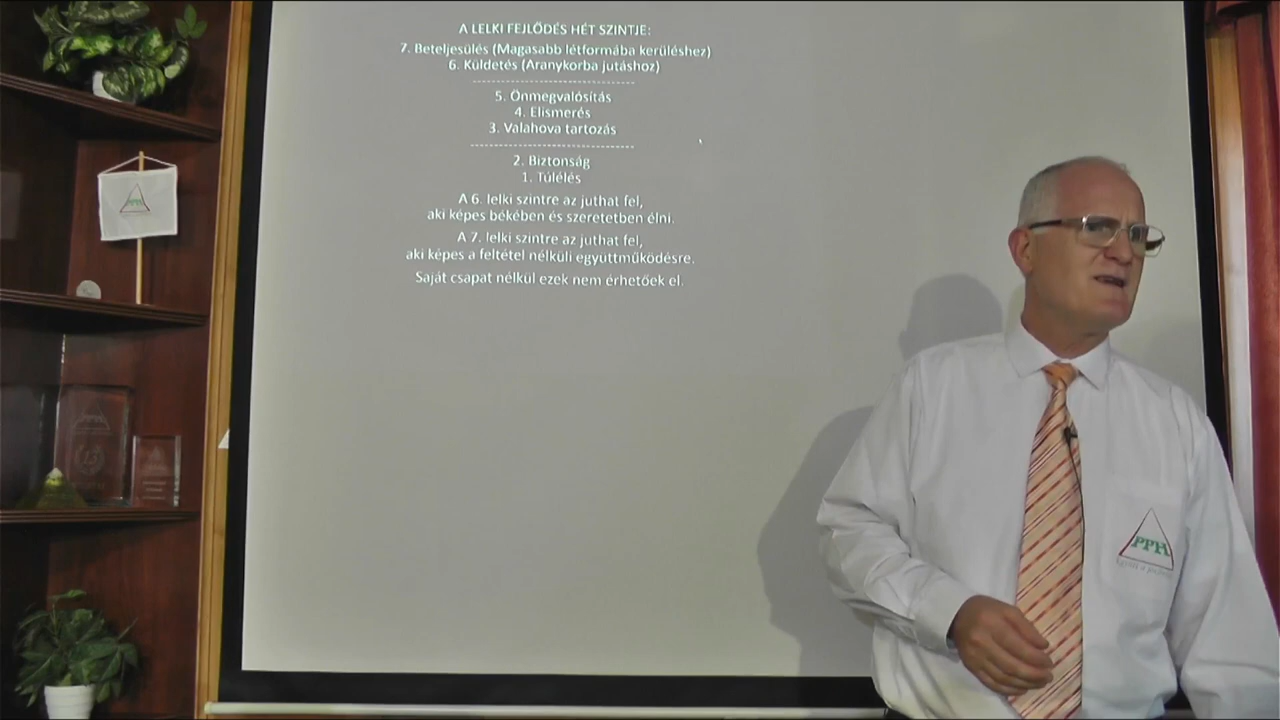 A LELKI FEJLŐDÉS HÉT SZINTJE:
7. Beteljesülés (Magasabb létformába kerüléshez)
6. Küldetés (Aranykorba jutáshoz)
5. Önmegvalósítás
4. Elismerés
3. Valahova tartozás
2. Biztonság
1. Túlélés
A 6. lelki szintre az juthat fel,
aki képes békében és szeretetben élni.
A 7. lelki szintre az juthat fel,
aki képes a feltétel nélküli együttműködésre.
Saját csapat nélkül ezek nem érhetőek el.
PPH